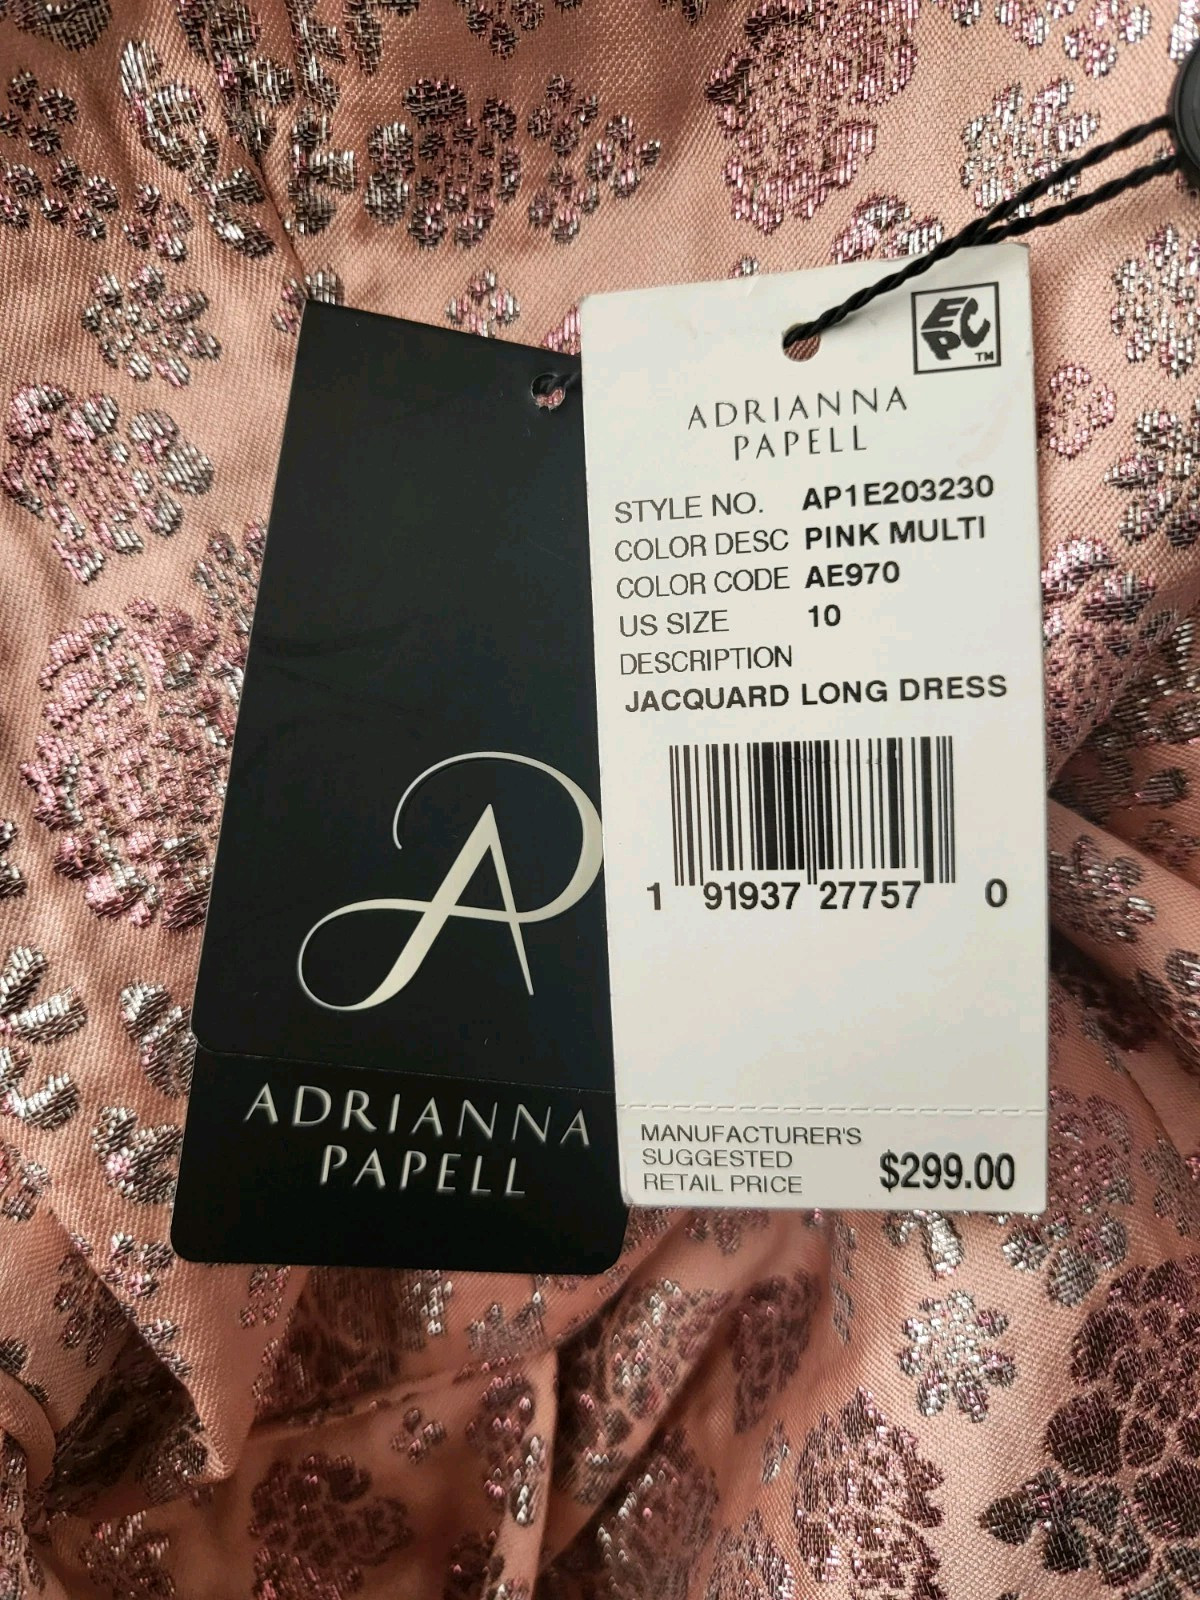 EPC
TM
ADRIANNA
PAPELL
STYLE NO. AP1E203230
COLOR DESC PINK MULTI
COLOR CODE AE970
US SIZE 10
DESCRIPTION
JACQUARD LONG DRESS
1 91937 27757 0
MANUFACTURER'S
SUGGESTED
RETAIL PRICE $299.00
AP
ADRIANNA
PAPELL